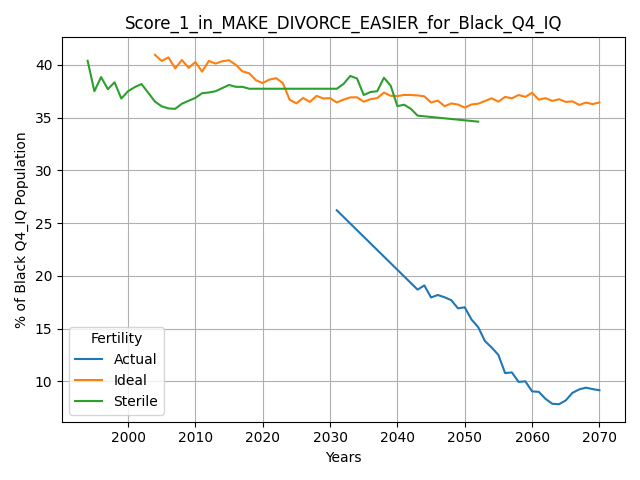 Score_1_in_MAKE_DIVORCE_EASIER_for_Black_Q4_IQ
% of Black Q4_IQ Population
40
35
30
25
20
15
10
Fertility
Actual
Ideal
Sterile
2000 2010 2020 2030 2040 2050 2060 2070
Years